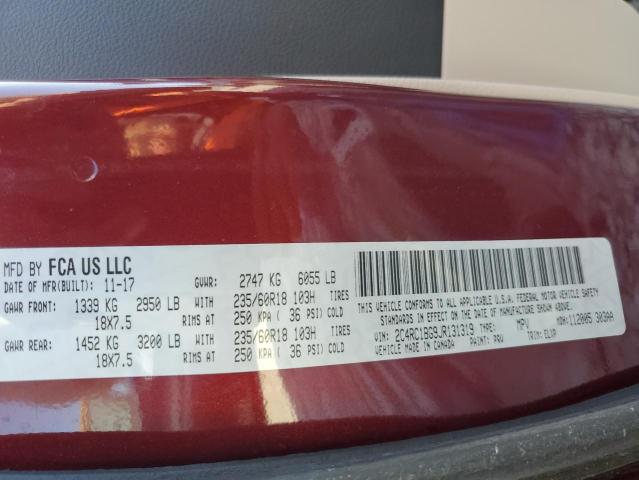 MFD BY FCA US LLC
DATE OF MFR(BUILT): 11-17 GVWR: 2747 KG 6055 LB
GAWR FRONT: 1339 KG 2950 LB WITH 235/60R18 103H TIRES
18X7.5 RIMS AT 250 KPA ( 36 PSI) COLD
GAWR REAR: 1452 KG 3200 LB WITH 235/60R18 103H TIRES
18X7.5 RIMS AT 250 KPA ( 36 PSI) COLD
THIS VEHICLE CONFORMS TO ALL APPLICABLE U.S.A. FEDERAL MOTOR VEHICLE SAFETY
STANDARDS IN EFFECT ON THE DATE OF MANUFACTURE SHOWN ABOVE.
VIN: 2C4RC1BG9JR131319 TYPE: MPV MDH: 112005 303AA
VEHICLE MADE IN CANADA PAINT: PRV TRIM: